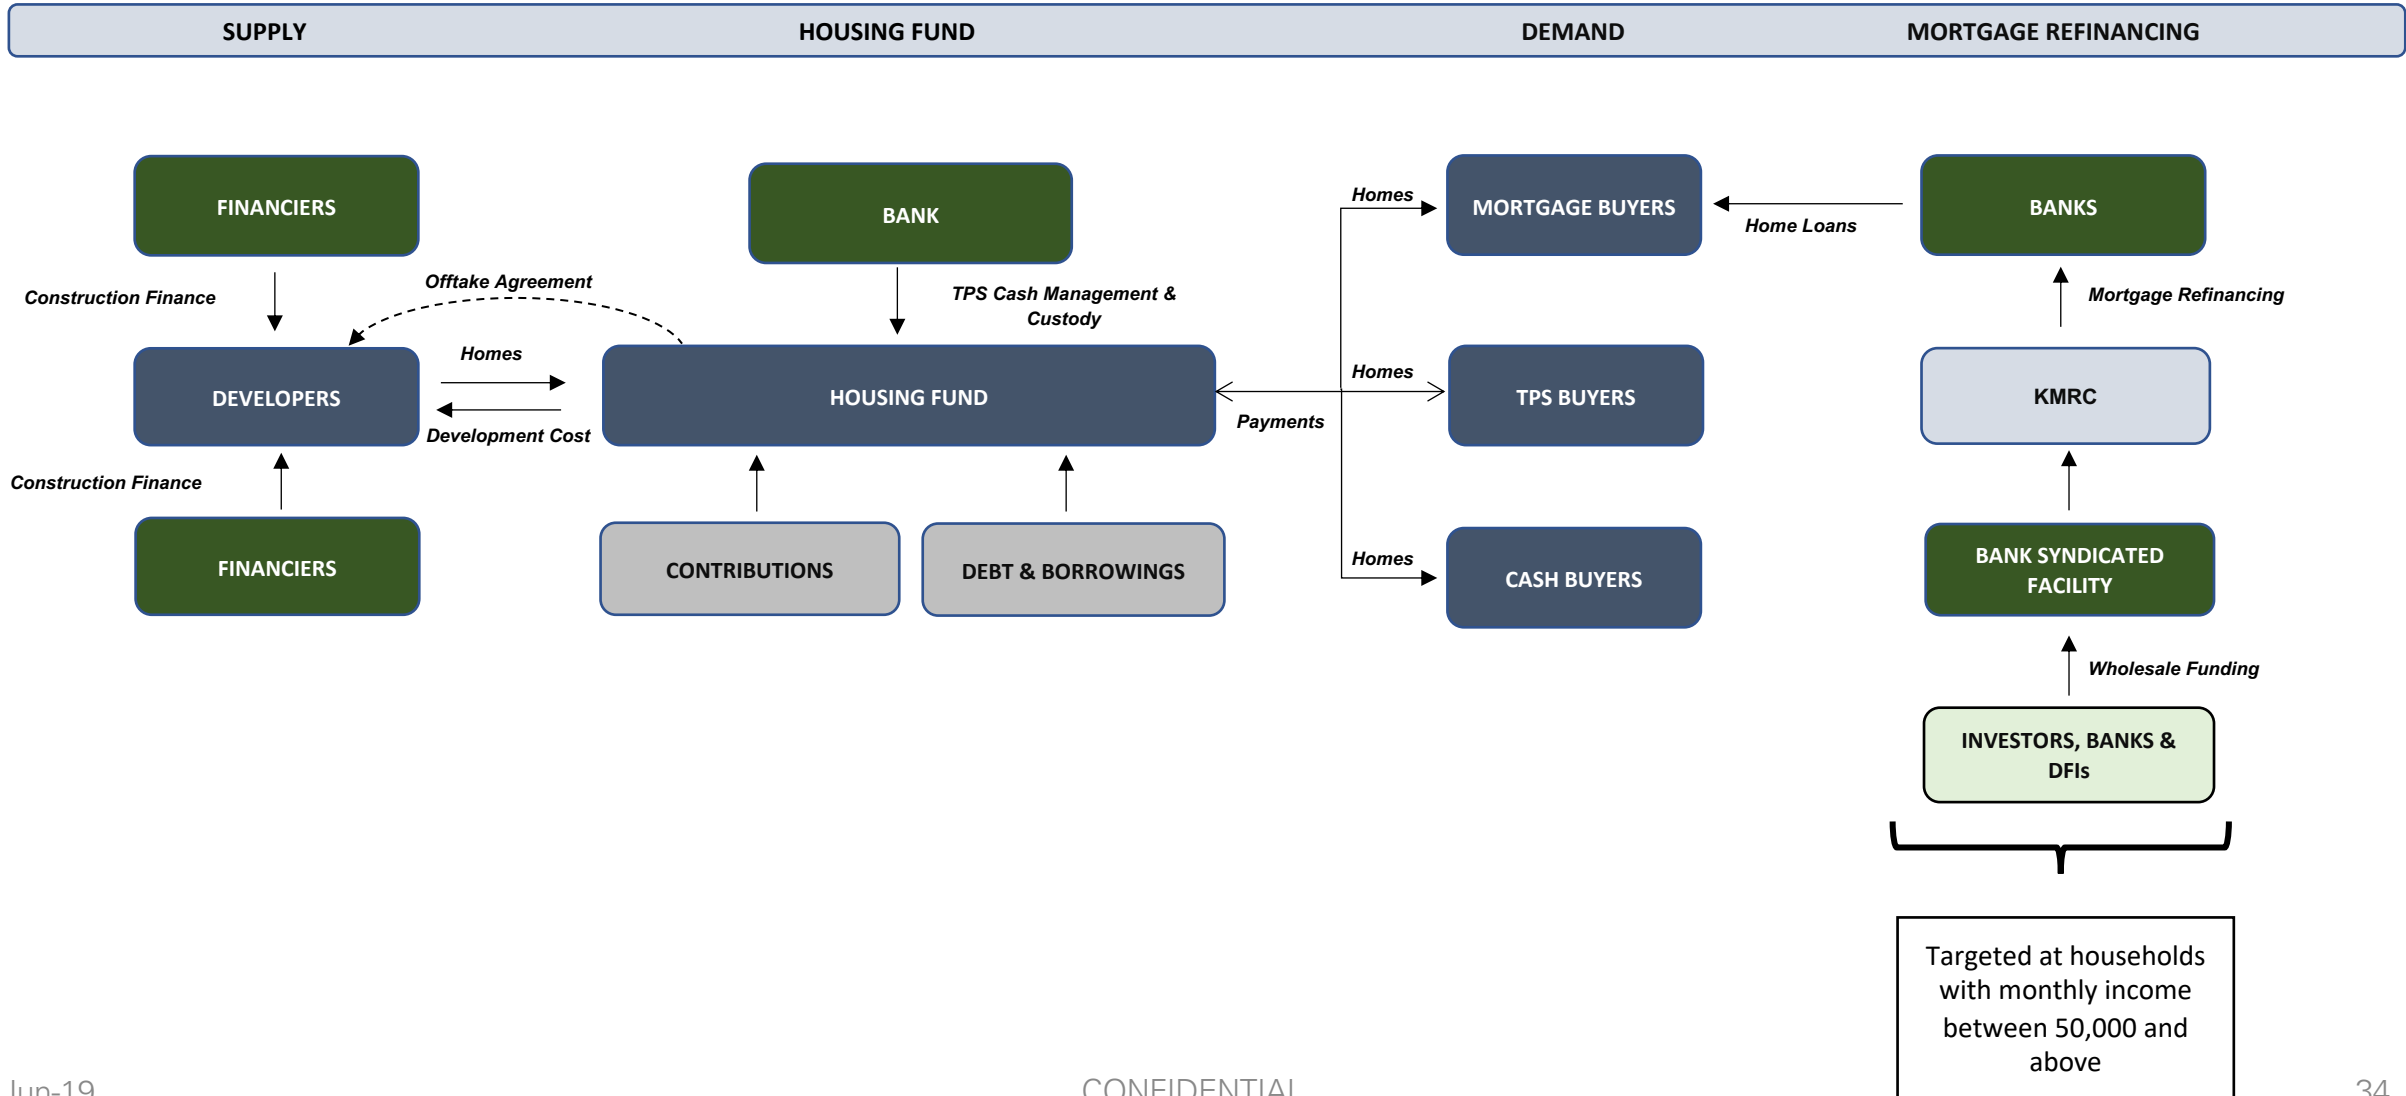 SUPPLY
HOUSING FUND
DEMAND
MORTGAGE REFINANCING
FINANCIERS
BANK
Homes
MORTGAGE BUYERS
Home Loans
BANKS
Construction Finance
Offtake Agreement
TPS Cash Management &
Custody
Mortgage Refinancing
DEVELOPERS
Homes
Development Cost
HOUSING FUND
Homes
Payments
TPS BUYERS
KMRC
Construction Finance
FINANCIERS
CONTRIBUTIONS
DEBT & BORROWINGS
Homes
CASH BUYERS
BANK SYNDICATED
FACILITY
Wholesale Funding
INVESTORS, BANKS &
DFIs
Targeted at households
with monthly income
between 50,000 and
above
Jun-19
CONFIDENTIAL
34